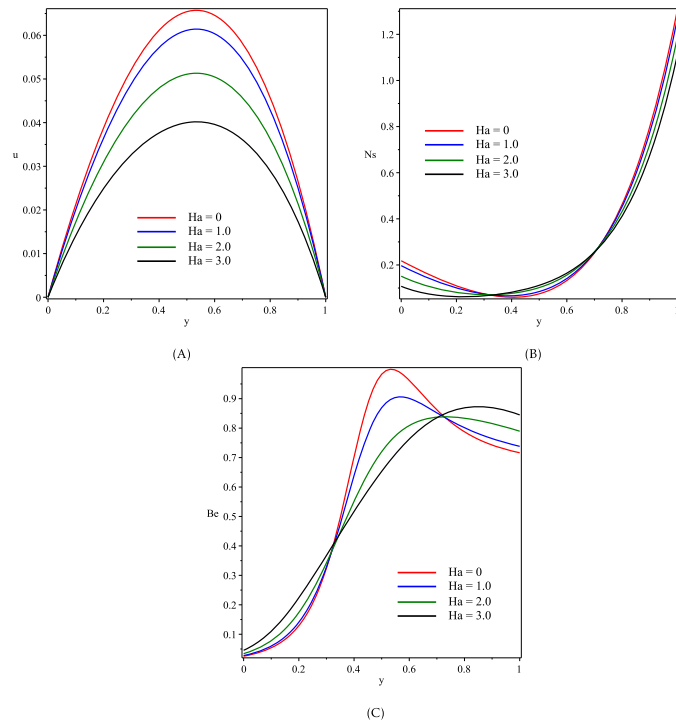 0.06
0.05
0.04
u
0.03
0.02
0.01
0
Ha = 0
Ha = 1.0
Ha = 2.0
Ha = 3.0
0 0.2 0.4 0.6 0.8 1
y
(A)
1.2
1.0
0.8
Ns
0.6
0.4
0.2
Ha = 0
Ha = 1.0
Ha = 2.0
Ha = 3.0
0 0.2 0.4 0.6 0.8 1
y
(B)
0.9
0.8
0.7
0.6
Be
0.5
0.4
0.3
0.2
0.1
Ha = 0
Ha = 1.0
Ha = 2.0
Ha = 3.0
0 0.2 0.4 0.6 0.8 1
y
(C)